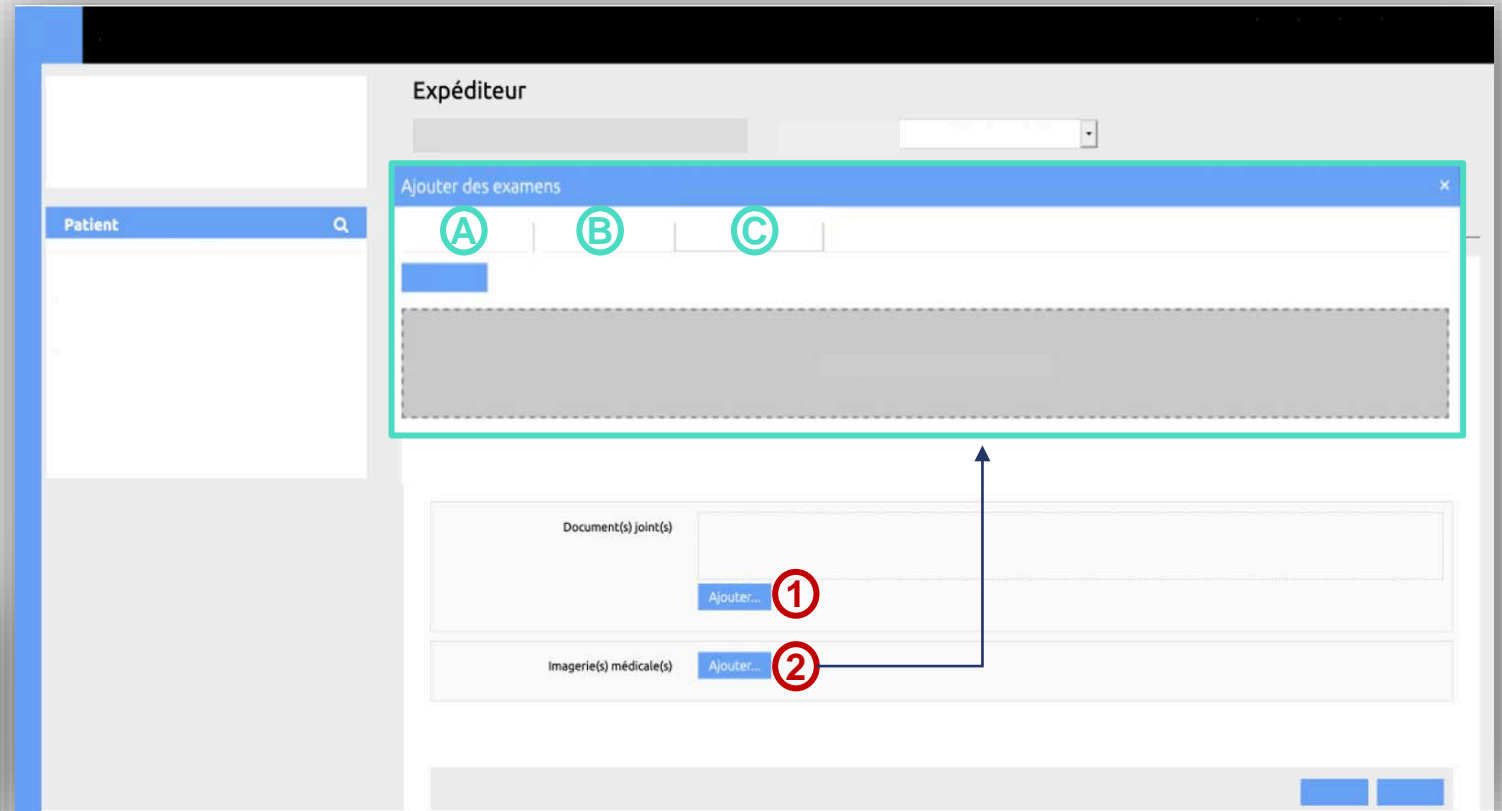 Expéditeur
Ajouter des examens ×
Patient
A B C
Document(s) joint(s)
Ajouter... 1
Imagerie(s) médicale(s) Ajouter... 2